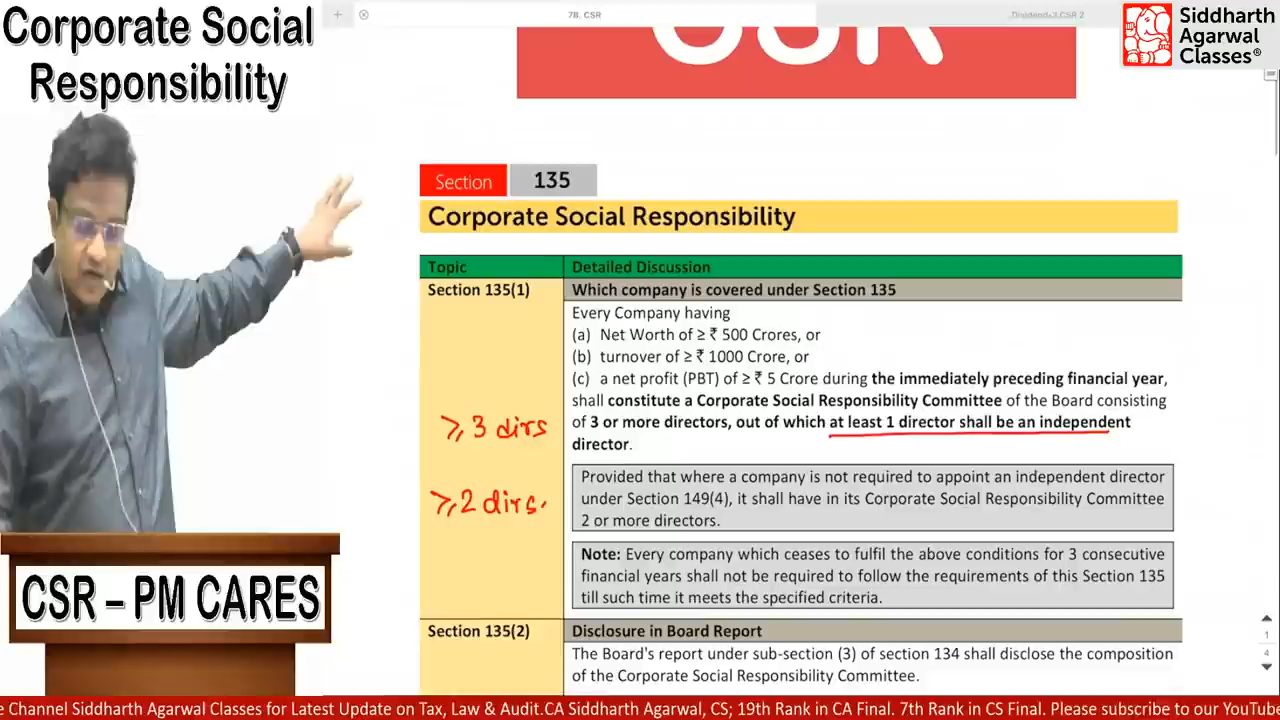 Corporate Social
Responsibility
7B, CSR
Dividend+3.CSR 2
Siddharth
Agarwal
Classes®
CSR
Section 135
Corporate Social Responsibility
Topic Detailed Discussion
Section 135(1) Which company is covered under Section 135
Every Company having
(a) Net Worth of ≥ ₹ 500 Crores, or
(b) turnover of ≥ ₹ 1000 Crore, or
(c) a net profit (PBT) of ≥ ₹ 5 Crore during the immediately preceding financial year,
shall constitute a Corporate Social Responsibility Committee of the Board consisting
of 3 or more directors, out of which at least 1 director shall be an independent
director.
≥ 3 dirs
Provided that where a company is not required to appoint an independent director
under Section 149(4), it shall have in its Corporate Social Responsibility Committee
2 or more directors.
≥ 2 dirs.
Note: Every company which ceases to fulfil the above conditions for 3 consecutive
financial years shall not be required to follow the requirements of this Section 135
till such time it meets the specified criteria.
Section 135(2) Disclosure in Board Report
The Board's report under sub-section (3) of section 134 shall disclose the composition
of the Corporate Social Responsibility Committee.
CSR – PM CARES
1
4
e Channel Siddharth Agarwal Classes for Latest Update on Tax, Law & Audit.CA Siddharth Agarwal, CS; 19th Rank in CA Final. 7th Rank in CS Final. Please subscribe to our YouTube